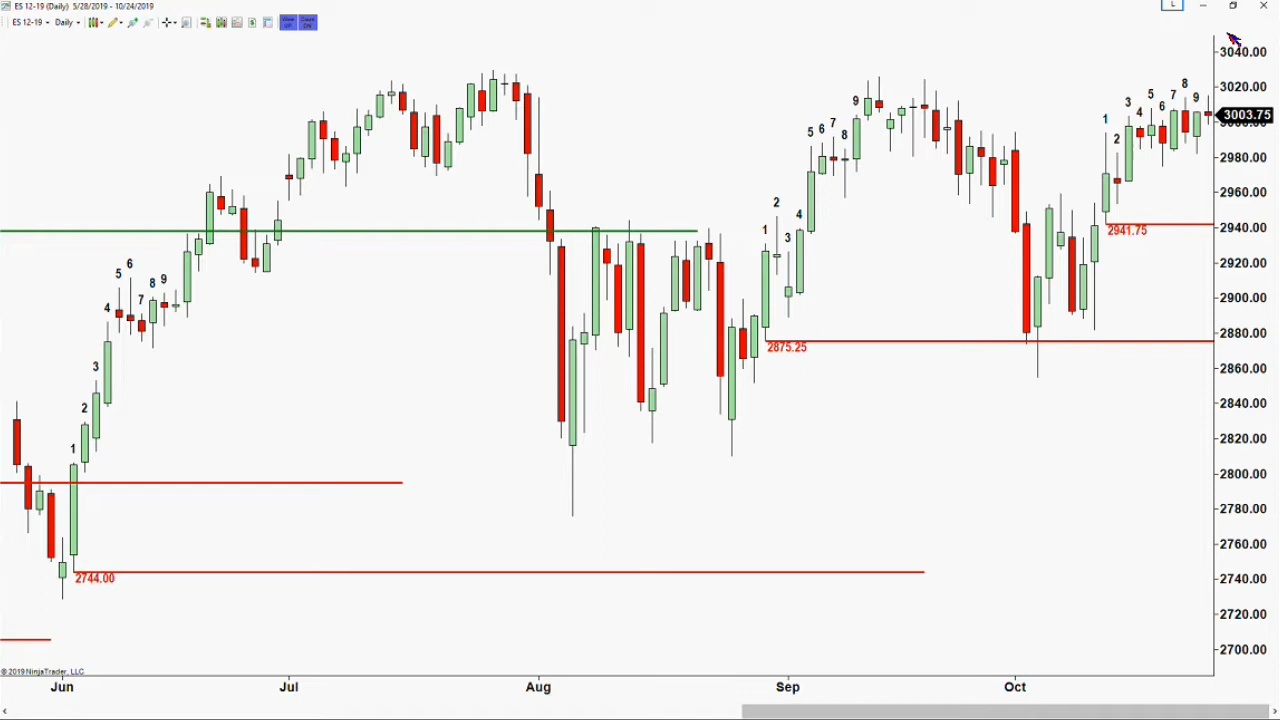 ES 12-19 (Daily) 5/28/2019 - 10/24/2019
L
ES 12-19 Daily
3040.00
3020.00
3003.75
2980.00
2960.00
2940.00
2920.00
2900.00
2880.00
2860.00
2840.00
2820.00
2800.00
2780.00
2760.00
2740.00
2720.00
2700.00
1 2 3 4 5 6 7 8 9
2744.00
1 2 3 4 5 6 7 8 9
2875.25
1 2 3 4 5 6 7 8 9
2941.75
© 2019 NinjaTrader, LLC
Jun Jul Aug Sep Oct